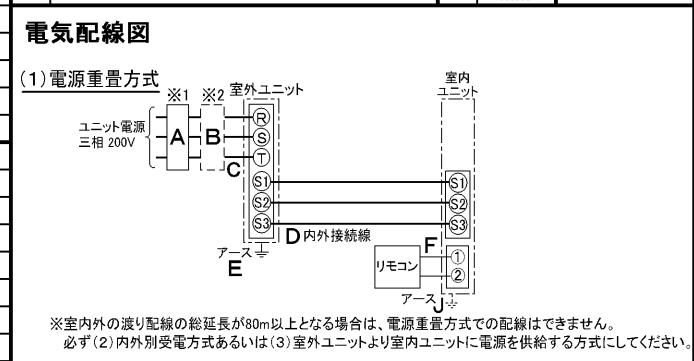 電気配線図
(1)電源重畳方式
※1 ※2 室外ユニット
室内
ユニット
ユニット電源
三相 200V
A B
C
R
S
T
S1
S2
S3
S1
S2
S3
D 内外接続線
アース
E
リモコン
F
①
②
アース J
※室内外の渡り配線の総延長が80m以上となる場合は、電源重畳方式での配線はできません。
必ず(2)内外別受電方式あるいは(3)室外ユニットより室内ユニットに電源を供給する方式にしてください。